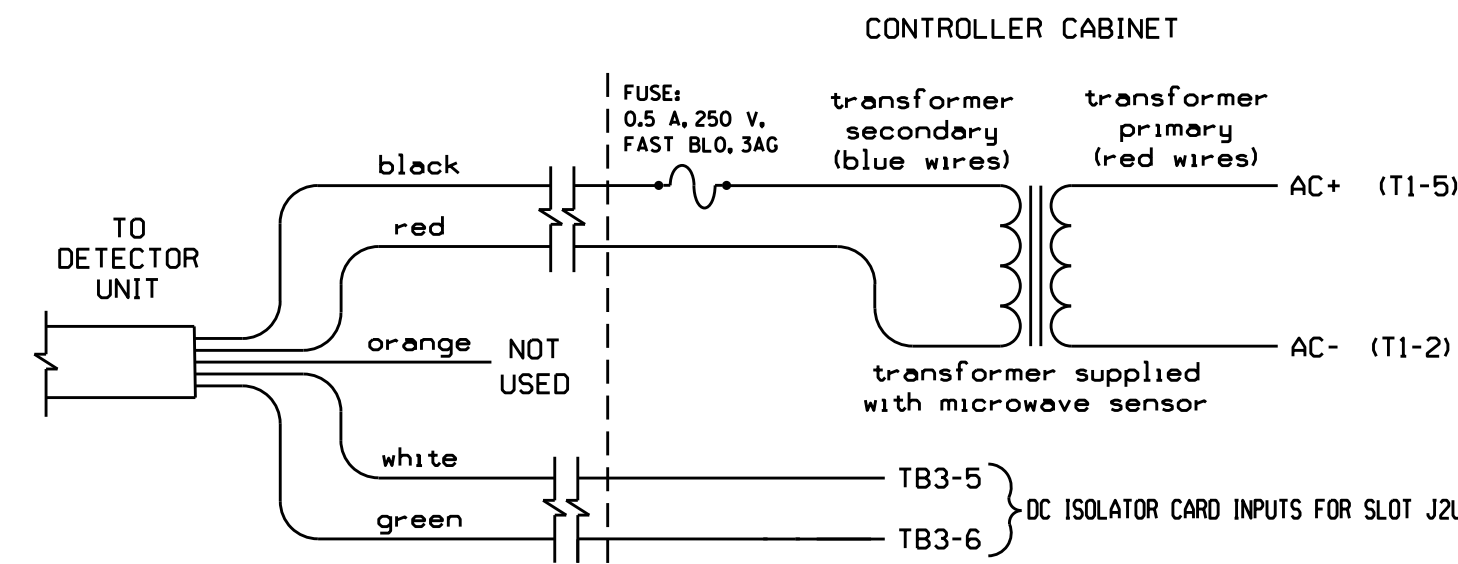 CONTROLLER CABINET
FUSE:
0.5 A, 250 V,
FAST BLO, 3AG
transformer
secondary
(blue wires)
transformer
primary
(red wires)
black
AC+ (T1-5)
red
TO
DETECTOR
UNIT
orange
NOT
USED
AC- (T1-2)
transformer supplied
with microwave sensor
white
TB3-5
DC ISOLATOR CARD INPUTS FOR SLOT
green
TB3-6